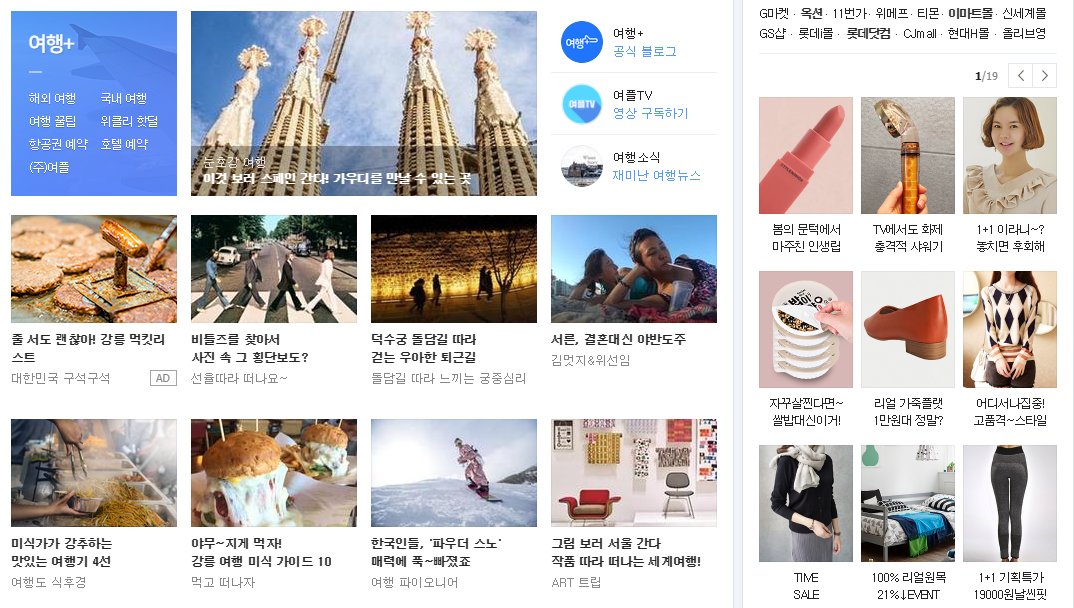 여행+
해외 여행 국내 여행
여행 꿀팁 위클리 핫딜
항공권 예약 호텔 예약
(주)여플
눈호강 여행
이것 보러 스페인 간다! 가우디를 만날 수 있는 곳
여행+
여행+
공식 블로그
여플TV
여플TV
영상 구독하기
여행소식
재미난 여행뉴스
줄 서도 괜찮아! 강릉 먹킷리
스트
대한민국 구석구석 AD
비틀즈를 찾아서
사진 속 그 횡단보도?
선율따라 떠나요~
덕수궁 돌담길 따라
걷는 우아한 퇴근길
돌담길 따라 느끼는 궁중심리
서른, 결혼대신 야반도주
김멋지&위선임
미식가가 강추하는
맛있는 여행기 4선
여행도 식후경
야무~지게 먹자!
강릉 여행 미식 가이드 10
먹고 떠나자
한국인들, '파우더 스노'
매력에 푹~빠졌죠
여행 파이오니어
그림 보러 서울 간다
작품 따라 떠나는 세계여행!
ART 트립
G마켓 · 옥션 · 11번가 · 위메프 · 티몬 · 이마트몰 · 신세계몰
GS샵 · 롯데i몰 · 롯데닷컴 · CJmall · 현대H몰 · 올리브영
1/19
봄의 문턱에서
마주친 인생립
TV에서도 화제
충격적 샤워기
1+1 이라니~?
놓치면 후회해
자꾸살찐다면~
쌀밥대신이거!
리얼 가죽플랫
1만원대 정말?
어디서나집중!
고품격~스타일
TIME
SALE
100% 리얼원목
21%↓EVENT
1+1 기획특가
19000원날씬핏